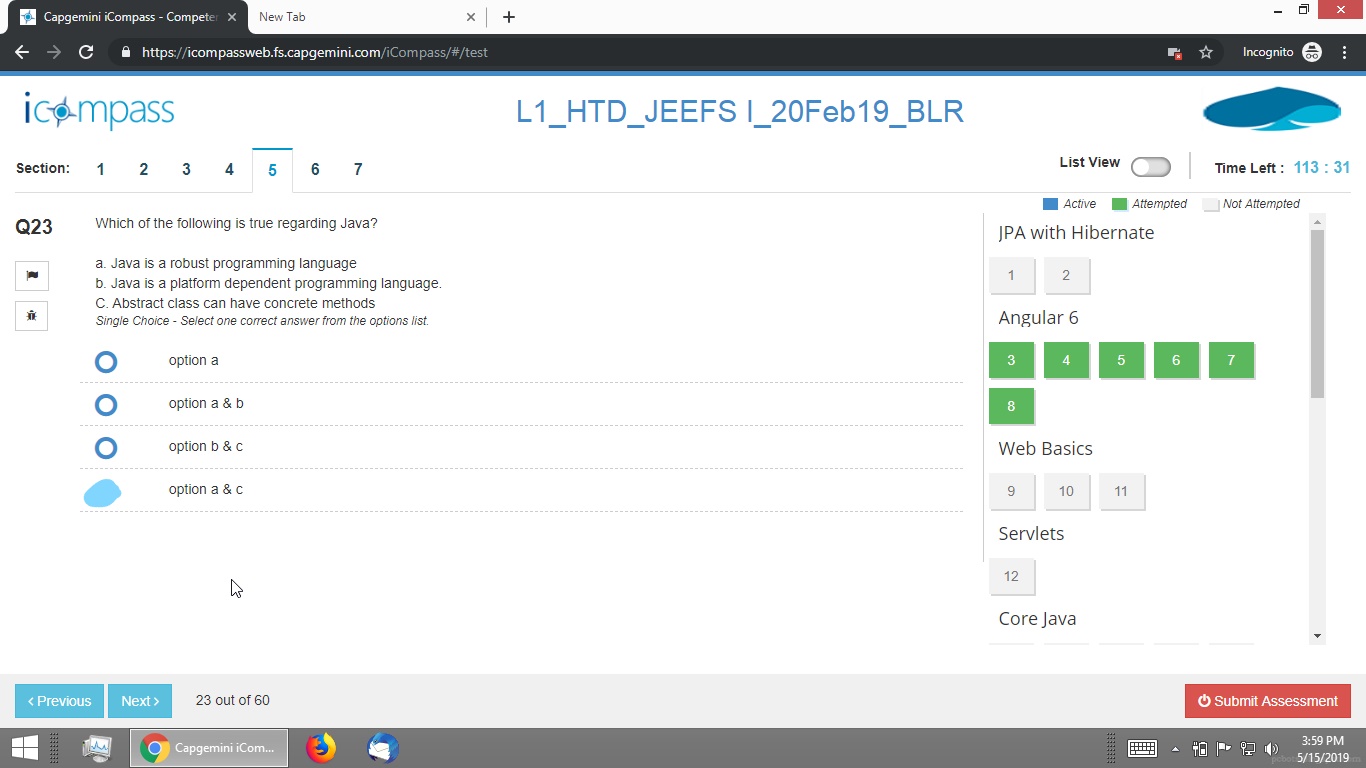 Capgemini iCompass - Competer
New Tab
https://icompassweb.fs.capgemini.com/iCompass/#/test
Incognito
icompass
L1_HTD_JEEFS I_20Feb19_BLR
Section: 1 2 3 4 5 6 7
List View
Time Left : 113 : 31
Active Attempted Not Attempted
Q23
Which of the following is true regarding Java?
a. Java is a robust programming language
b. Java is a platform dependent programming language.
C. Abstract class can have concrete methods
Single Choice - Select one correct answer from the options list.
option a
option a & b
option b & c
option a & c
JPA with Hibernate
1 2
Angular 6
3 4 5 6 7
8
Web Basics
9 10 11
Servlets
12
Core Java
Previous Next 23 out of 60
Submit Assessment
Capgemini iCom...
3:59 PM
5/15/2019